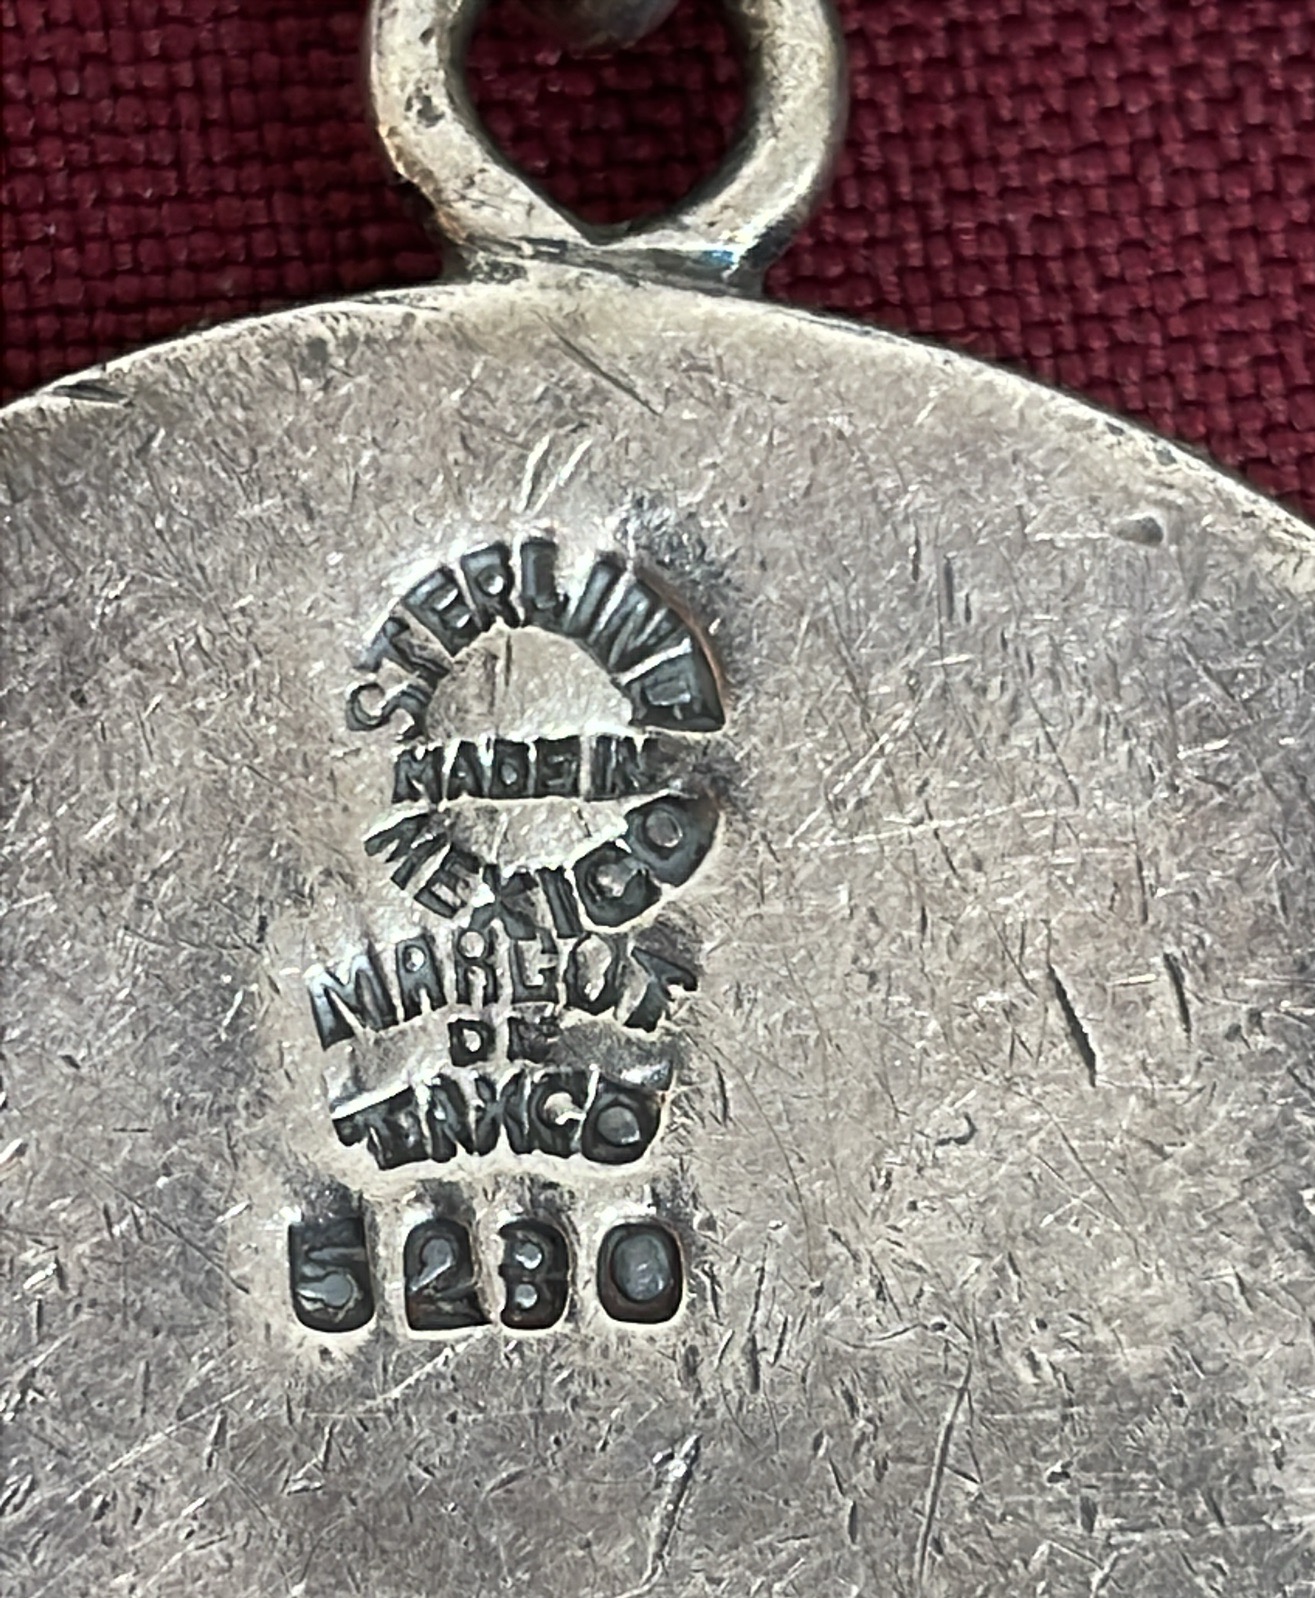 STERLING
MADE IN
MEXICO
MARGOT
DE
TAXCO
5280